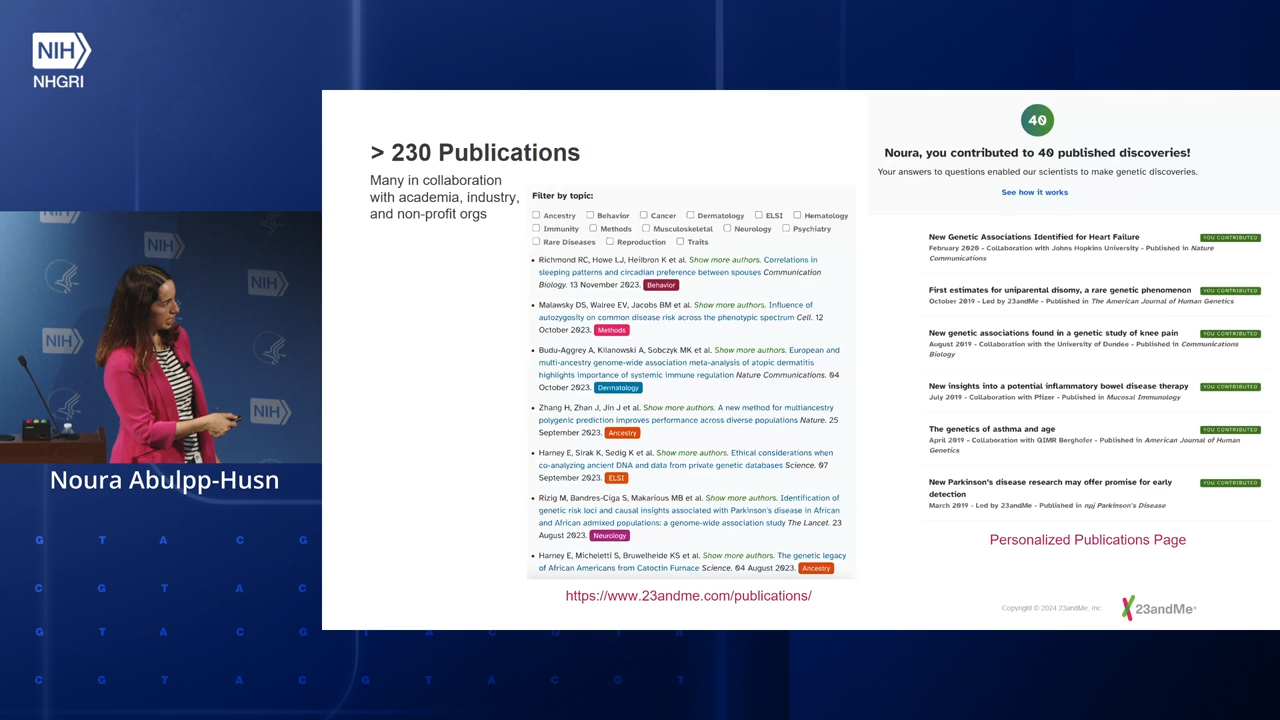 NIH
NHGRI
> 230 Publications
Many in collaboration
with academia, industry,
and non-profit orgs
Filter by topic:
Ancestry Behavior Cancer Dermatology ELSI Hematology
Immunity Methods Musculoskeletal Neurology Psychiatry
Rare Diseases Reproduction Traits
• Richmond RC, Howe LJ, Heilbron K et al. Show more authors. Correlations in
sleeping patterns and circadian preference between spouses Communication
Biology. 13 November 2023. Behavior
• Malawsky DS, Walree EV, Jacobs BM et al. Show more authors. Influence of
autozygosity on common disease risk across the phenotypic spectrum Cell. 12
October 2023. Methods
• Budu-Aggrey A, Kilanowski A, Sobczyk MK et al. Show more authors. European and
multi-ancestry genome-wide association meta-analysis of atopic dermatitis
highlights importance of systemic immune regulation Nature Communications. 04
October 2023. Dermatology
• Zhang H, Zhan J, Jin J et al. Show more authors. A new method for multiancestry
polygenic prediction improves performance across diverse populations Nature. 25
September 2023. Ancestry
• Harney E, Sirak K, Sedig K et al. Show more authors. Ethical considerations when
co-analyzing ancient DNA and data from private genetic databases Science. 07
September 2023. ELSI
• Rizig M, Bandres-Ciga S, Makarious MB et al. Show more authors. Identification of
genetic risk loci and causal insights associated with Parkinson's disease in African
and African admixed populations: a genome-wide association study The Lancet. 23
August 2023. Neurology
• Harney E, Micheletti S, Bruwelheide KS et al. Show more authors. The genetic legacy
of African Americans from Catoctin Furnace Science. 04 August 2023. Ancestry
https://www.23andme.com/publications/
40
Noura, you contributed to 40 published discoveries!
Your answers to questions enabled our scientists to make genetic discoveries.
See how it works
New Genetic Associations Identified for Heart Failure YOU CONTRIBUTED
February 2020 - Collaboration with Johns Hopkins University - Published in Nature
Communications
First estimates for uniparental disomy, a rare genetic phenomenon YOU CONTRIBUTED
October 2019 - Led by 23andMe - Published in The American Journal of Human Genetics
New genetic associations found in a genetic study of knee pain YOU CONTRIBUTED
August 2019 - Collaboration with the University of Dundee - Published in Communications
Biology
New insights into a potential inflammatory bowel disease therapy YOU CONTRIBUTED
July 2019 - Collaboration with Pfizer - Published in Mucosal Immunology
The genetics of asthma and age YOU CONTRIBUTED
April 2019 - Collaboration with QIMR Berghofer - Published in American Journal of Human
Genetics
New Parkinson's disease research may offer promise for early YOU CONTRIBUTED
detection
March 2019 - Led by 23andMe - Published in npj Parkinson's Disease
Personalized Publications Page
Copyright © 2024 23andMe, Inc.
23andMe®
NIH
NIH
NIH
NIH
NIH
Noura Abulpp-Husn
G T A C G
C G T A C G T A C G T A C G
G T A C G T A C G T A
C G T A C G T A C G T A C G T